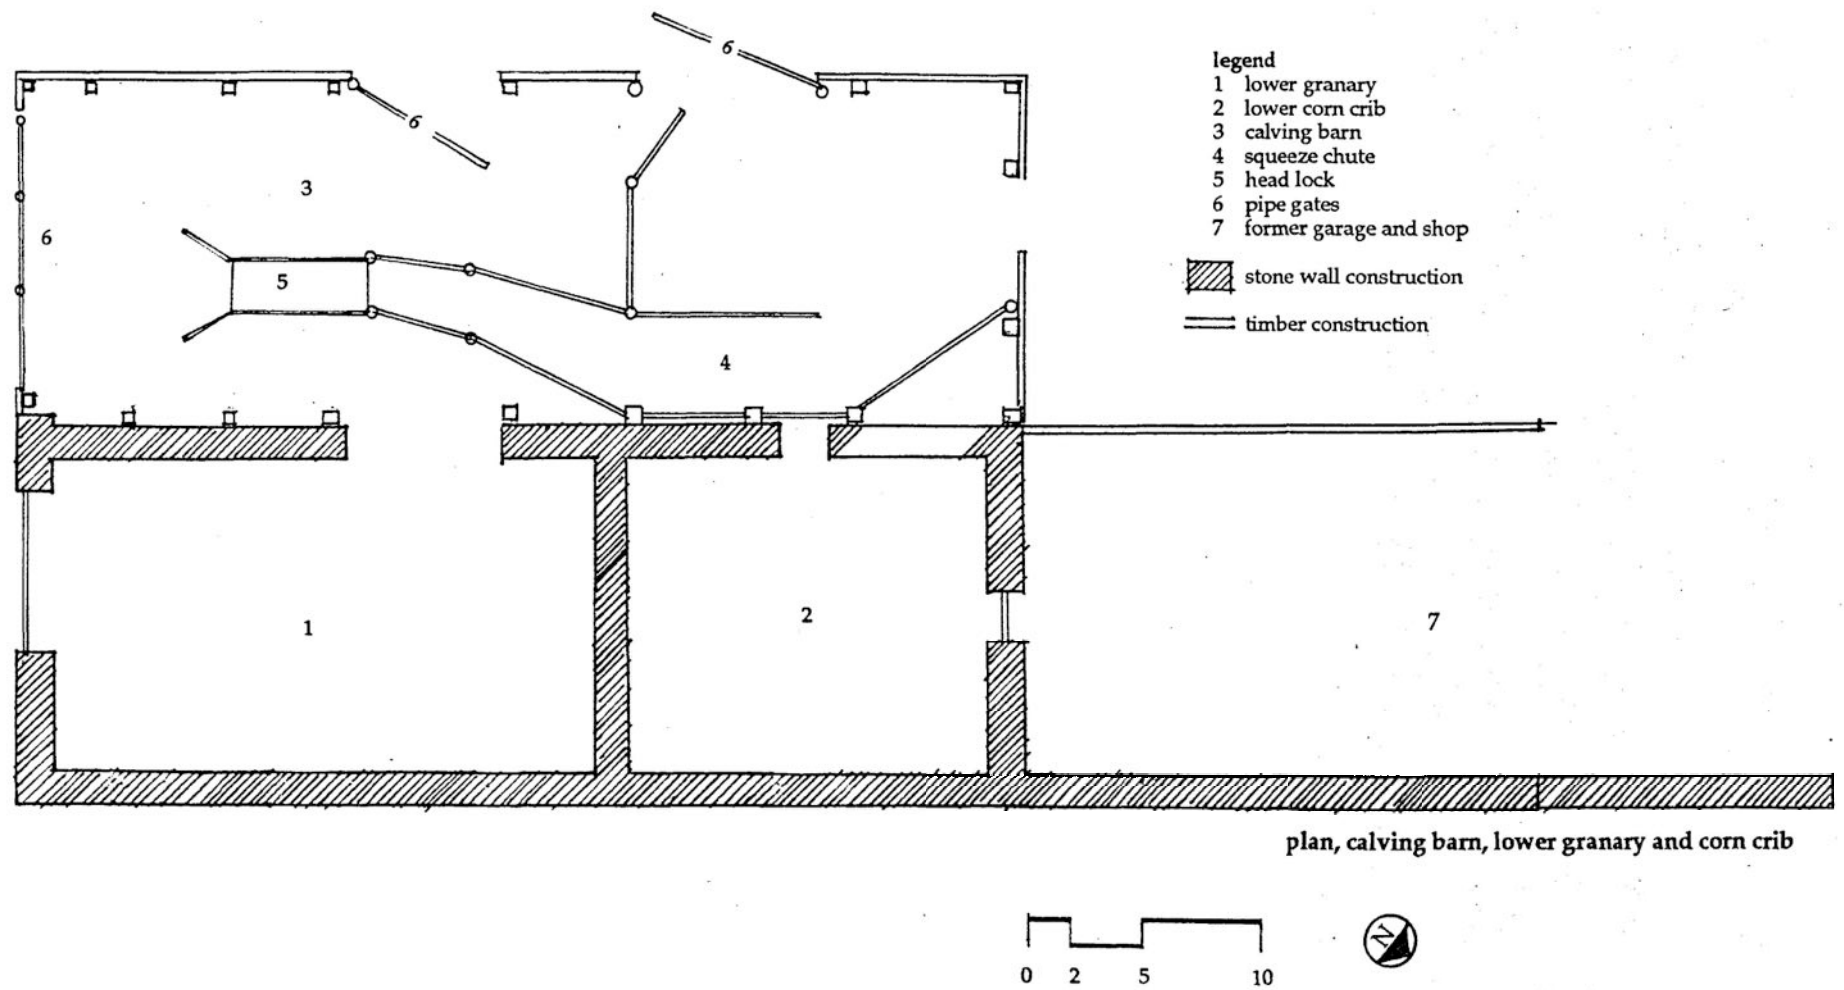 6
6
3
6
5
4
legend
1 lower granary
2 lower corn crib
3 calving barn
4 squeeze chute
5 head lock
6 pipe gates
7 former garage and shop
stone wall construction
timber construction
1
2
7
plan, calving barn, lower granary and corn crib
0 2 5 10
N